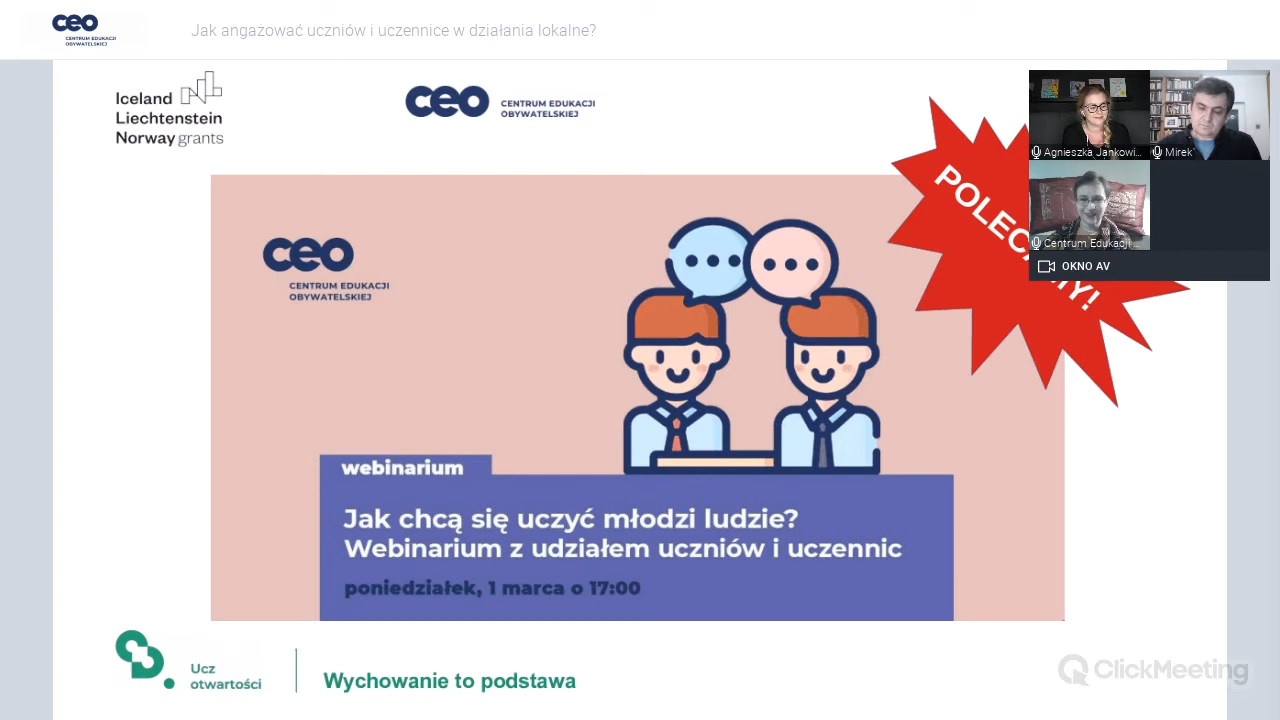 ceo
CENTRUM EDUKACJI
OBYWATELSKIEJ
Jak angażować uczniów i uczennice w działania lokalne?
Iceland
Liechtenstein
Norway grants
ceo
CENTRUM EDUKACJI
OBYWATELSKIEJ
Agnieszka Jankowi...
Mirek
Centrum Edukacji ...
OKNO AV
ceo
CENTRUM EDUKACJI
OBYWATELSKIEJ
webinarium
Jak chcą się uczyć młodzi ludzie?
Webinarium z udziałem uczniów i uczennic
poniedziałek, 1 marca o 17:00
Ucz
otwartości
Wychowanie to podstawa
ClickMeeting